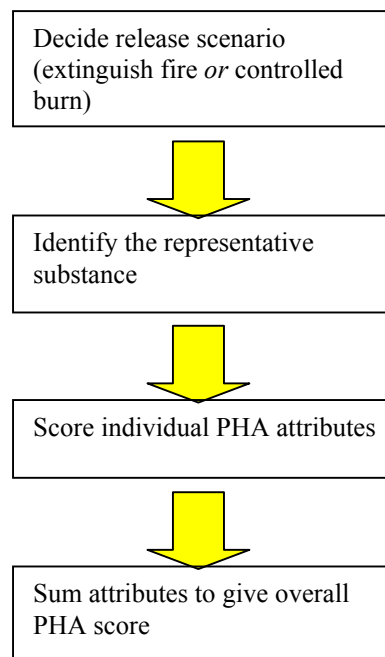 Decide release scenario
(extinguish fire or controlled
burn)
Identify the representative
substance
Score individual PHA attributes
Sum attributes to give overall
PHA score